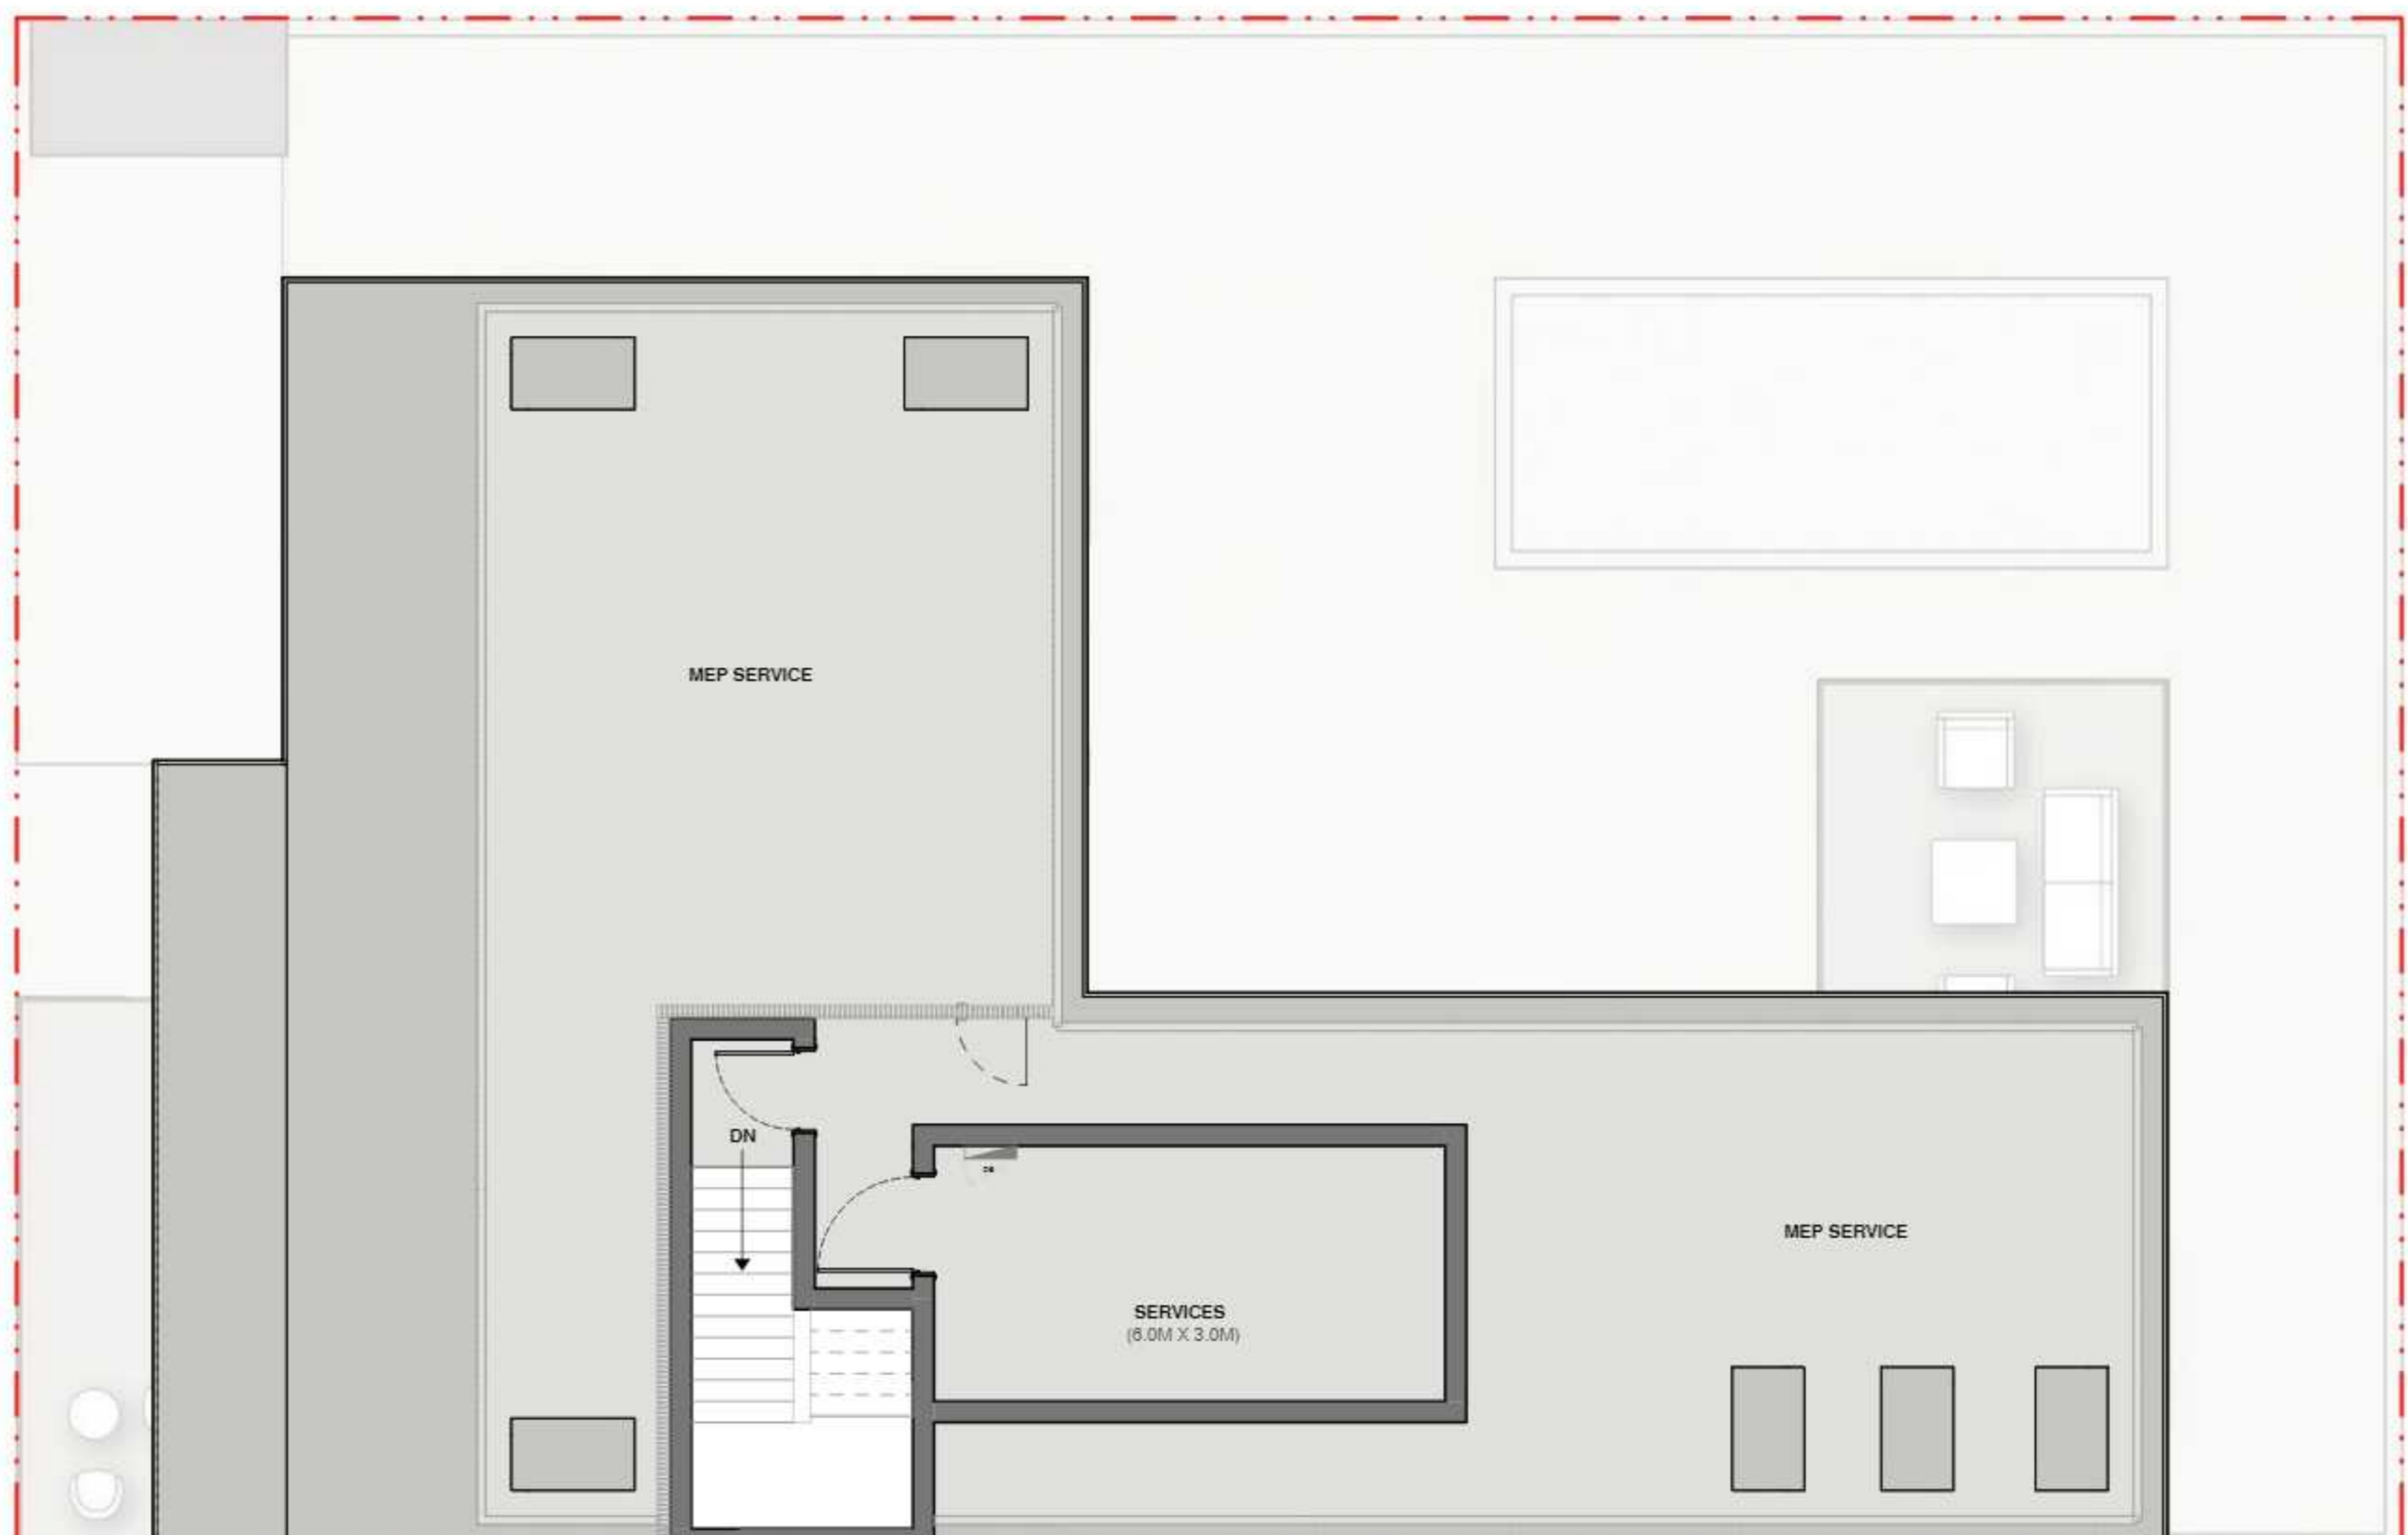 MEP SERVICE
DN
MEP SERVICE
SERVICES
(6.0M X 3.0M)